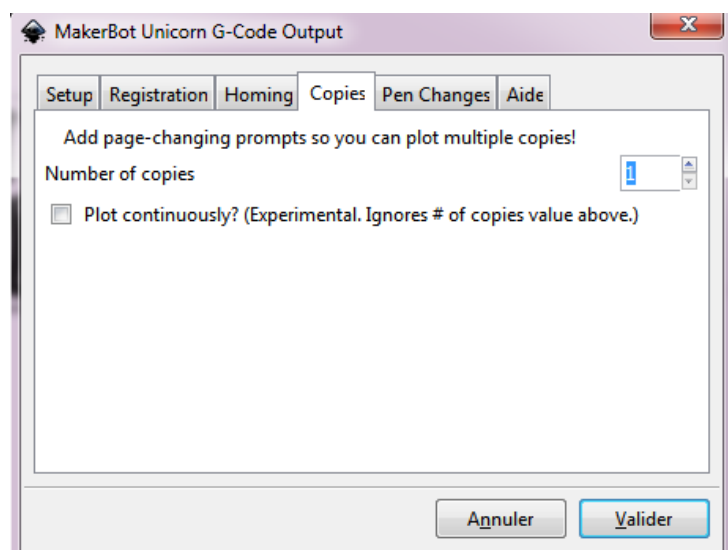 MakerBot Unicorn G-Code Output
Setup Registration Homing Copies Pen Changes Aide
Add page-changing prompts so you can plot multiple copies!
Number of copies 1
Plot continuously? (Experimental. Ignores # of copies value above.)
Annuler Valider